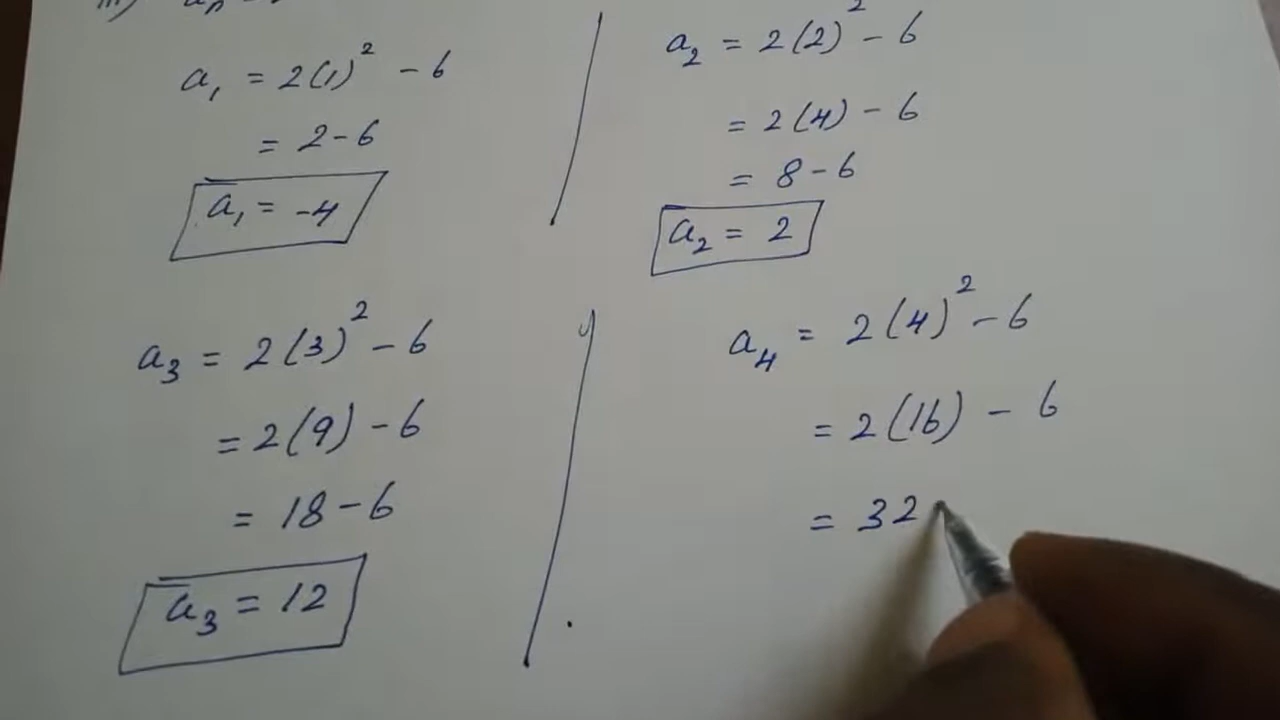 a₁ = 2(1)² - 6
= 2 - 6
a₁ = -4
a₂ = 2(2)² - 6
= 2(4) - 6
= 8 - 6
a₂ = 2
a₃ = 2(3)² - 6
= 2(9) - 6
= 18 - 6
a₃ = 12
a₄ = 2(4)² - 6
= 2(16) - 6
= 32